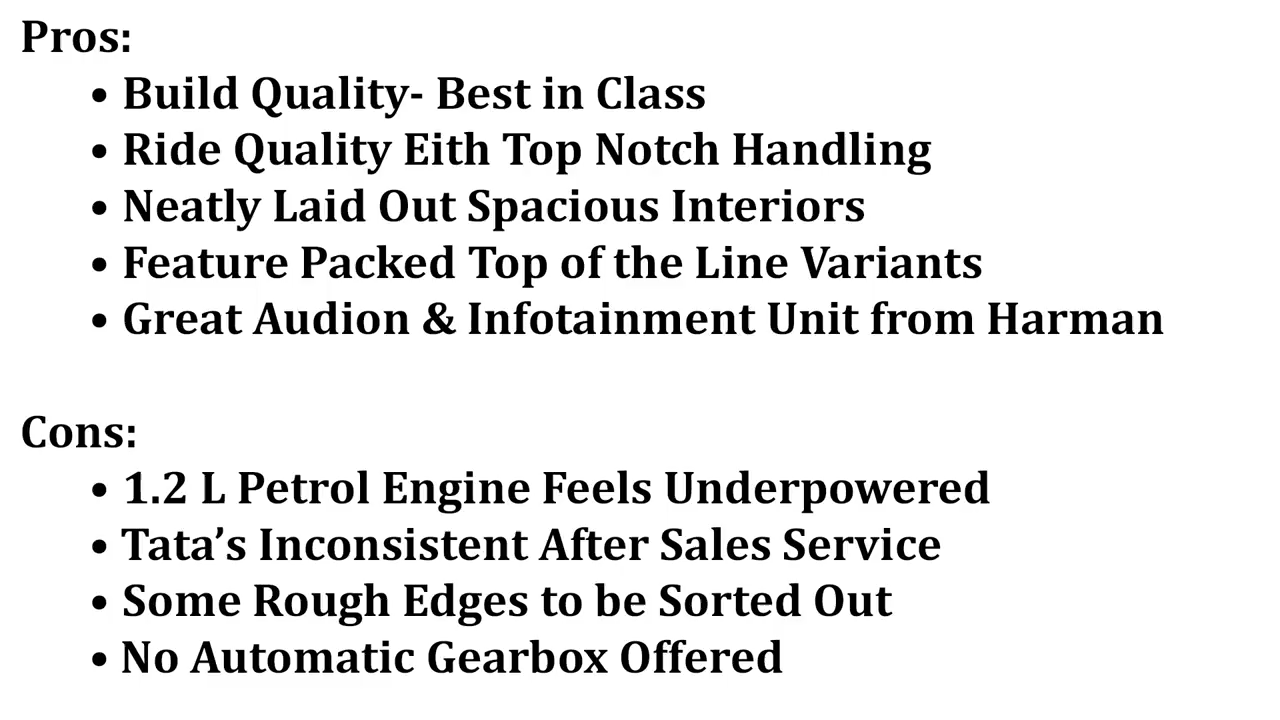 Pros:
• Build Quality- Best in Class
• Ride Quality Eith Top Notch Handling
• Neatly Laid Out Spacious Interiors
• Feature Packed Top of the Line Variants
• Great Audion & Infotainment Unit from Harman
Cons:
• 1.2 L Petrol Engine Feels Underpowered
• Tata’s Inconsistent After Sales Service
• Some Rough Edges to be Sorted Out
• No Automatic Gearbox Offered